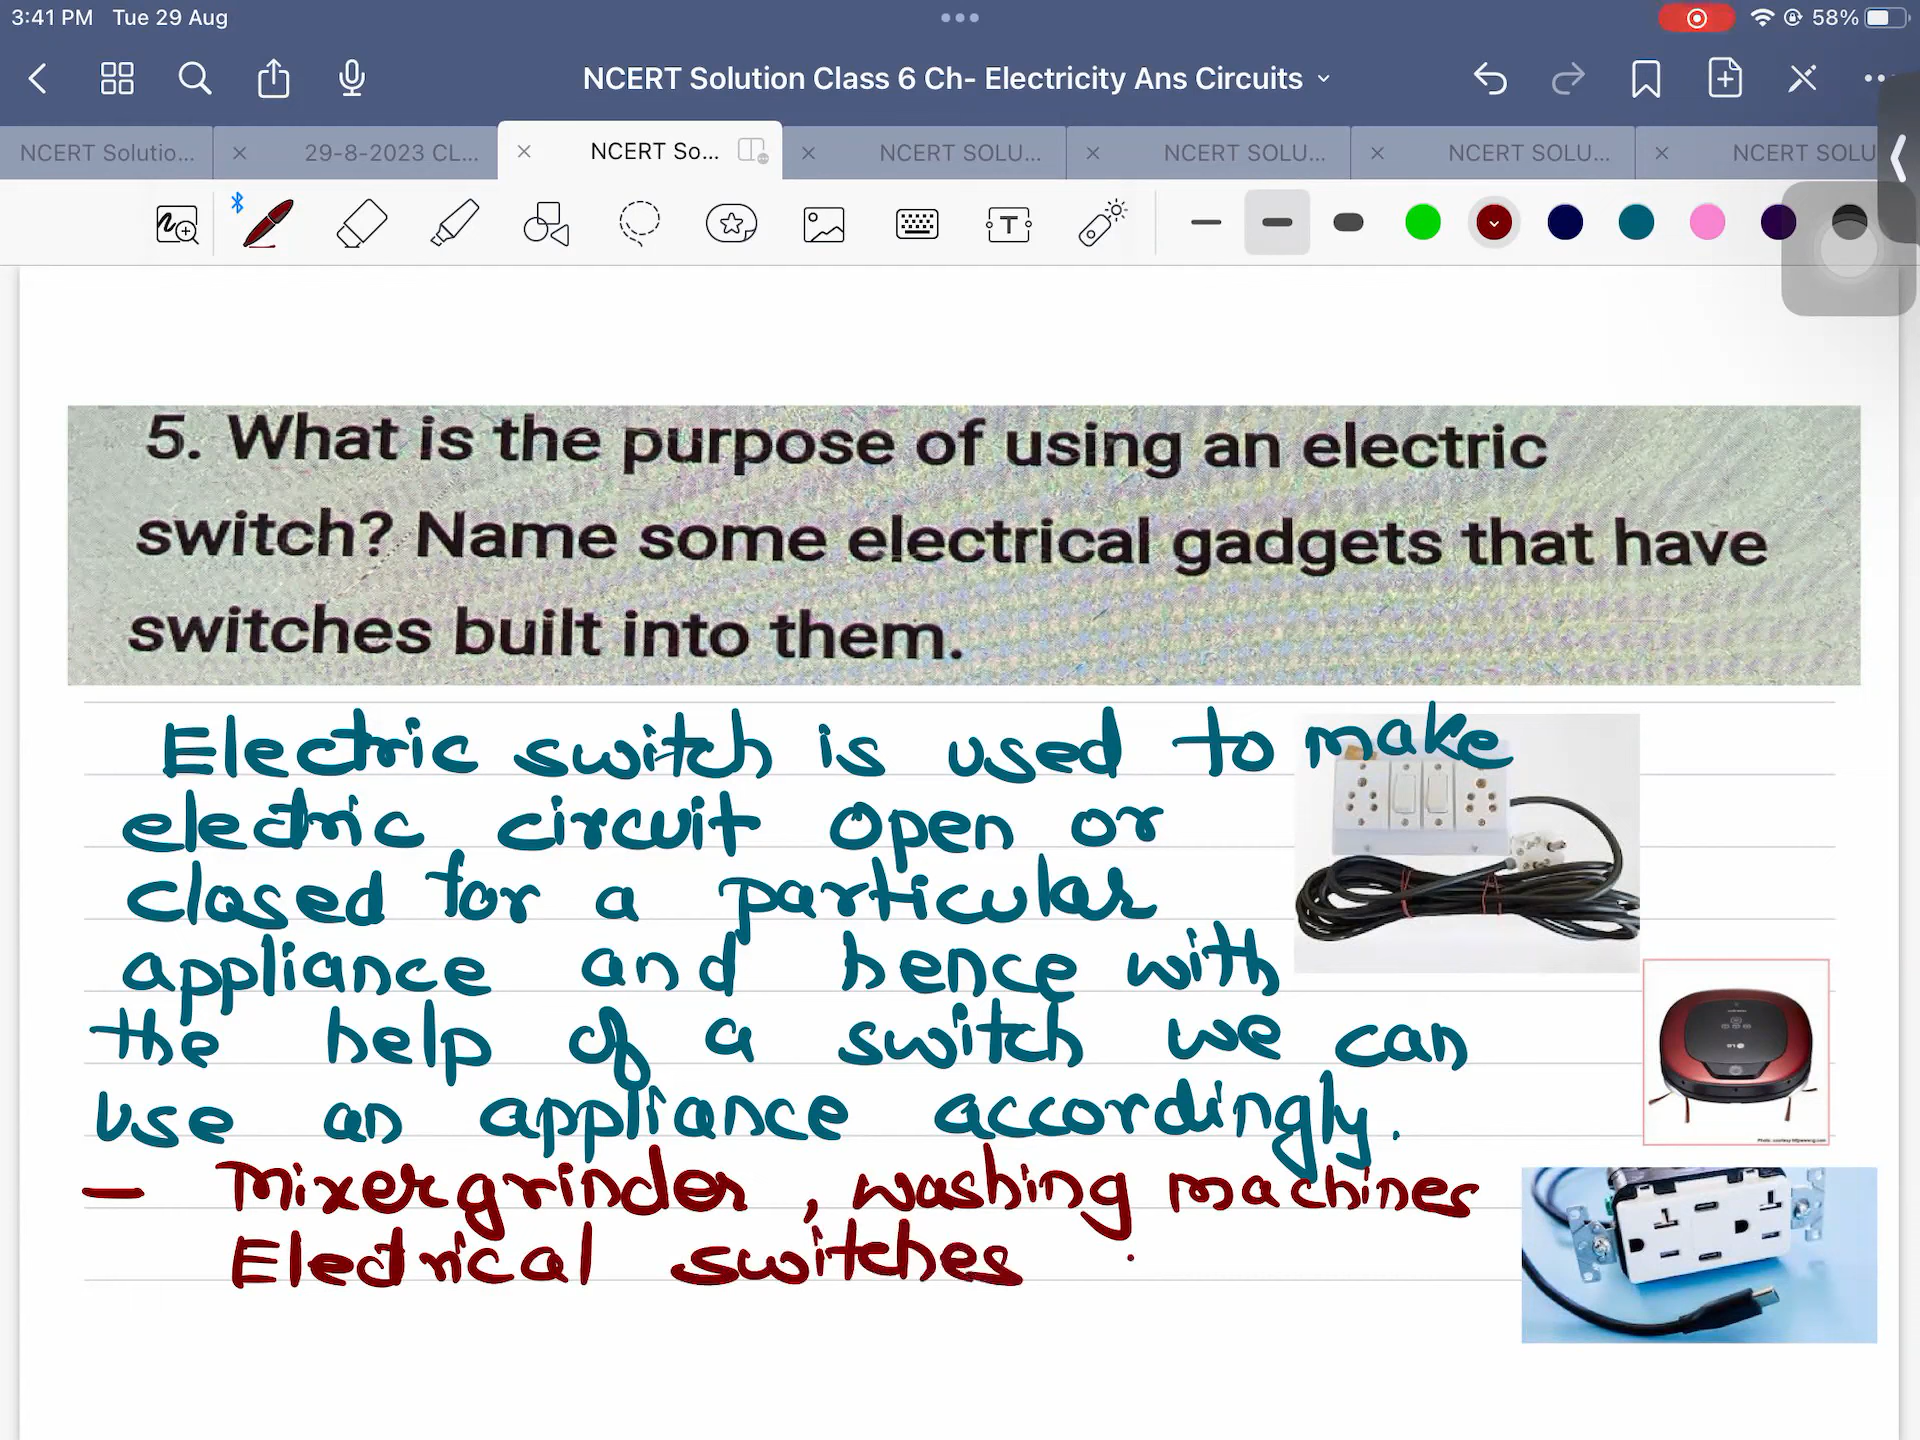 3:41 PM Tue 29 Aug
58%
NCERT Solution Class 6 Ch- Electricity Ans Circuits
NCERT Solutio...
29-8-2023 CL...
NCERT So...
NCERT SOLU...
NCERT SOLU...
NCERT SOLU...
NCERT SOLU
T
5. What is the purpose of using an electric
switch? Name some electrical gadgets that have
switches built into them.
Electric switch is used to make
electric circuit open or
closed for a particular
appliance and hence with
the help of a switch we can
use an appliance accordingly.
- Mixergrinder, washing machines
Electrical switches .
LG